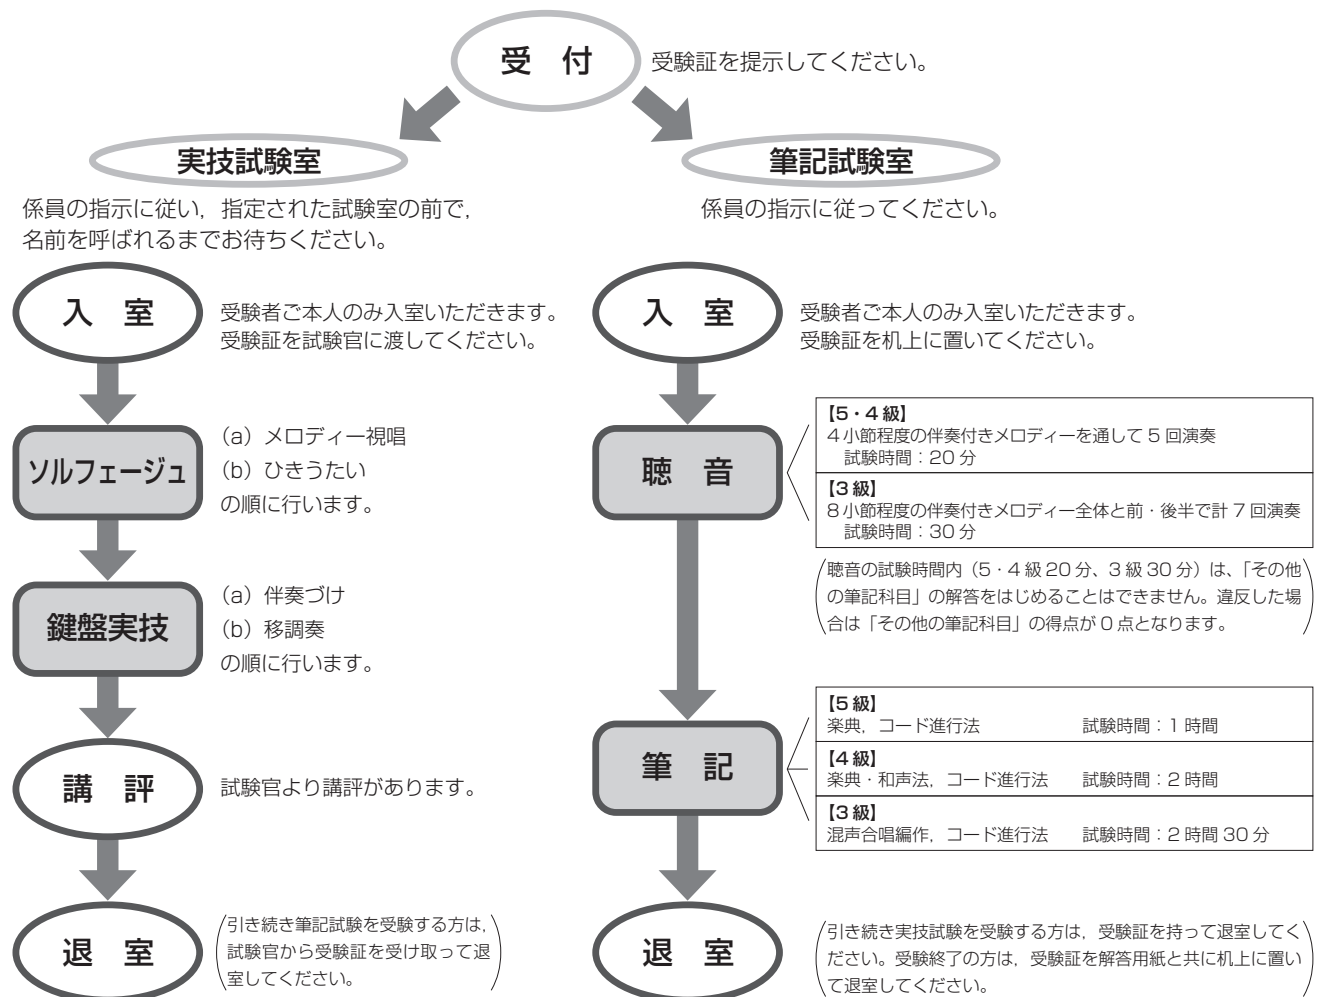 受　付
受験証を提示してください。
実技試験室
係員の指示に従い，指定された試験室の前で，
名前を呼ばれるまでお待ちください。
入　室
受験者ご本人のみ入室いただきます。
受験証を試験官に渡してください。
ソルフェージュ
(a) メロディー視唱
(b) ひきうたい
の順に行います。
鍵盤実技
(a) 伴奏づけ
(b) 移調奏
の順に行います。
講　評
試験官より講評があります。
退　室
引き続き筆記試験を受験する方は，
試験官から受験証を受け取って退
室してください。
筆記試験室
係員の指示に従ってください。
入　室
受験者ご本人のみ入室いただきます。
受験証を机上に置いてください。
聴　音
【5・4級】
4小節程度の伴奏付きメロディーを通して5回演奏
試験時間：20分
【3級】
8小節程度の伴奏付きメロディー全体と前・後半で計7回演奏
試験時間：30分
聴音の試験時間内（5・4級20分、3級30分）は、「その他
の筆記科目」の解答をはじめることはできません。違反した場
合は「その他の筆記科目」の得点が0点となります。
筆　記
【5級】
楽典，コード進行法　　試験時間：1時間
【4級】
楽典・和声法，コード進行法　　試験時間：2時間
【3級】
混声合唱編作，コード進行法　　試験時間：2時間30分
退　室
引き続き実技試験を受験する方は，受験証を持って退室してく
ださい。受験終了の方は，受験証を解答用紙と共に机上に置い
て退室してください。